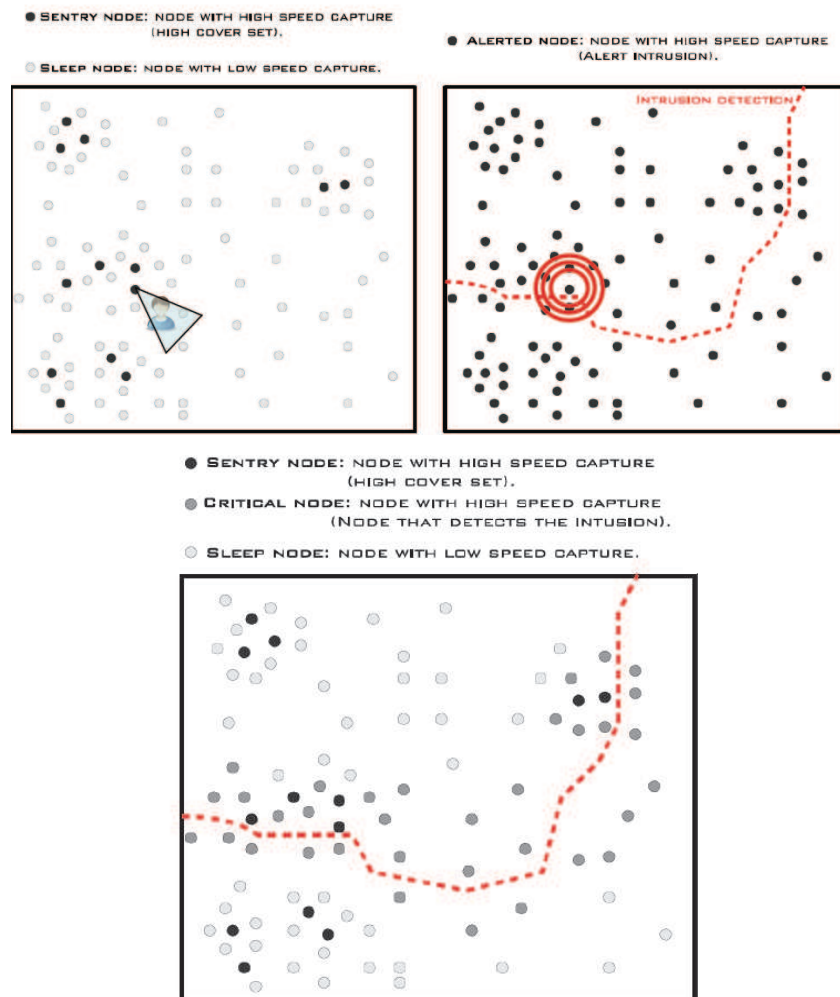 SENTRY NODE: NODE WITH HIGH SPEED CAPTURE
(HIGH COVER SET).
SLEEP NODE: NODE WITH LOW SPEED CAPTURE.
ALERTED NODE: NODE WITH HIGH SPEED CAPTURE
(ALERT INTRUSION).
INTRUSION DETECTION
SENTRY NODE: NODE WITH HIGH SPEED CAPTURE
(HIGH COVER SET).
CRITICAL NODE: NODE WITH HIGH SPEED CAPTURE
(NODE THAT DETECTS THE INTUSION).
SLEEP NODE: NODE WITH LOW SPEED CAPTURE.